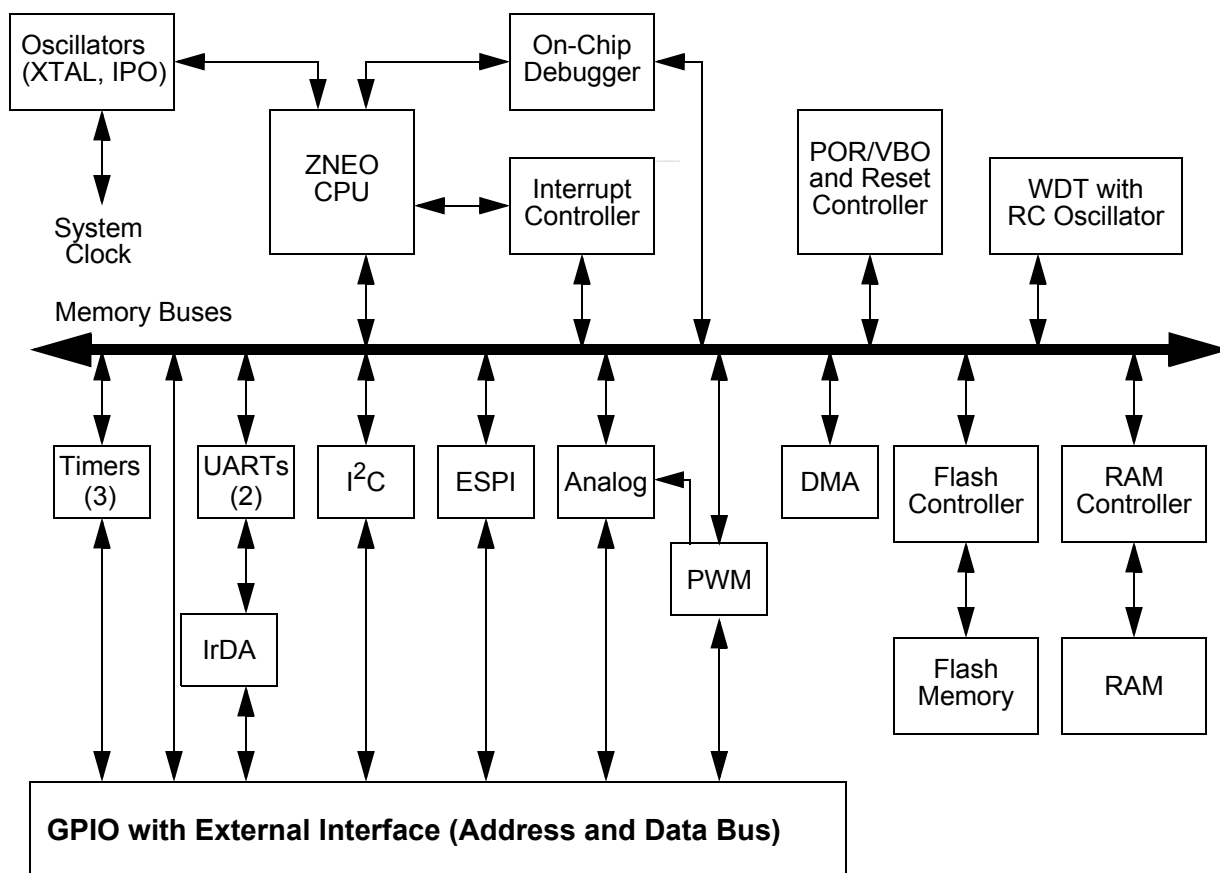 Oscillators
(XTAL, IPO)
On-Chip
Debugger
ZNEO
CPU
Interrupt
Controller
POR/VBO
and Reset
Controller
WDT with
RC Oscillator
System
Clock
Memory Buses
Timers
(3)
UARTs
(2)
I²C
ESPI
Analog
DMA
Flash
Controller
RAM
Controller
PWM
IrDA
Flash
Memory
RAM
GPIO with External Interface (Address and Data Bus)